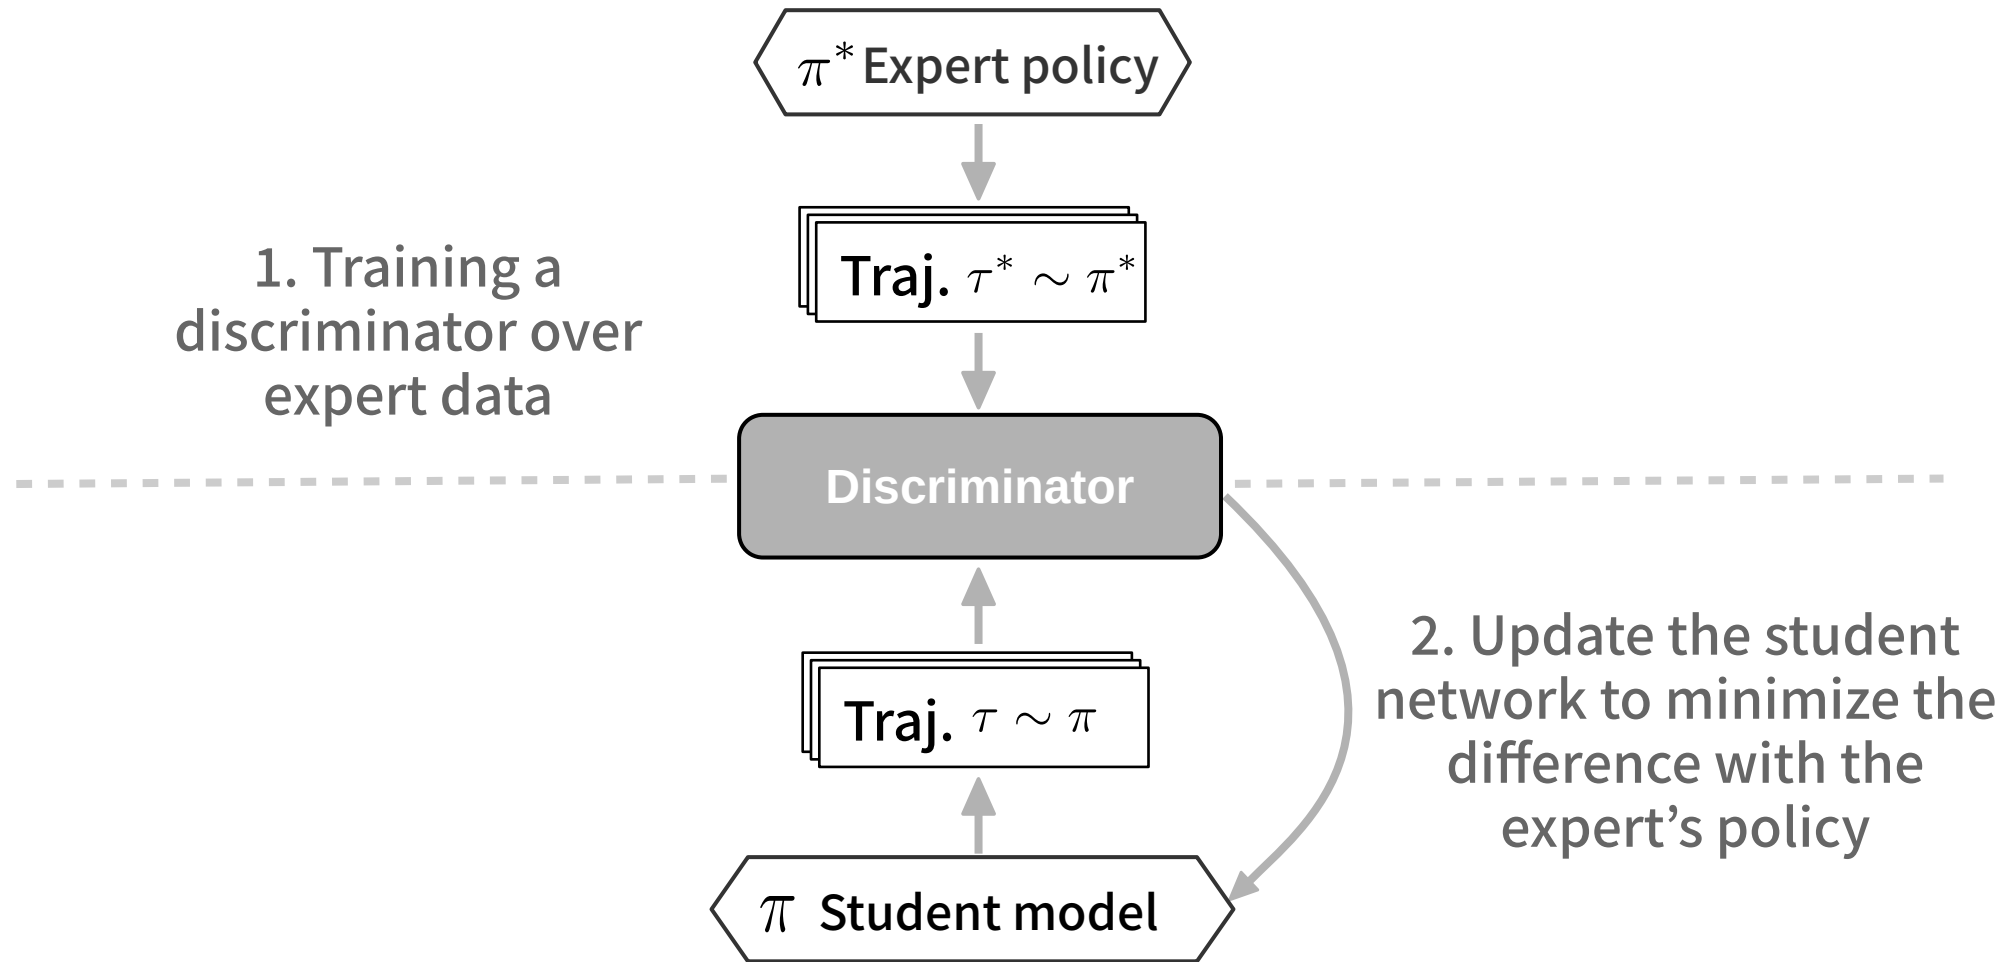 π* Expert policy
Traj. τ* ∼ π*
1. Training a
discriminator over
expert data
Discriminator
Traj. τ ∼ π
2. Update the student
network to minimize the
difference with the
expert’s policy
π Student model